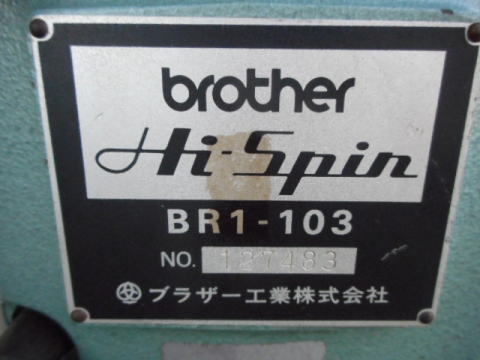 brother
Hi-Spin
BR1-103
NO. 127483
ブラザー工業株式会社